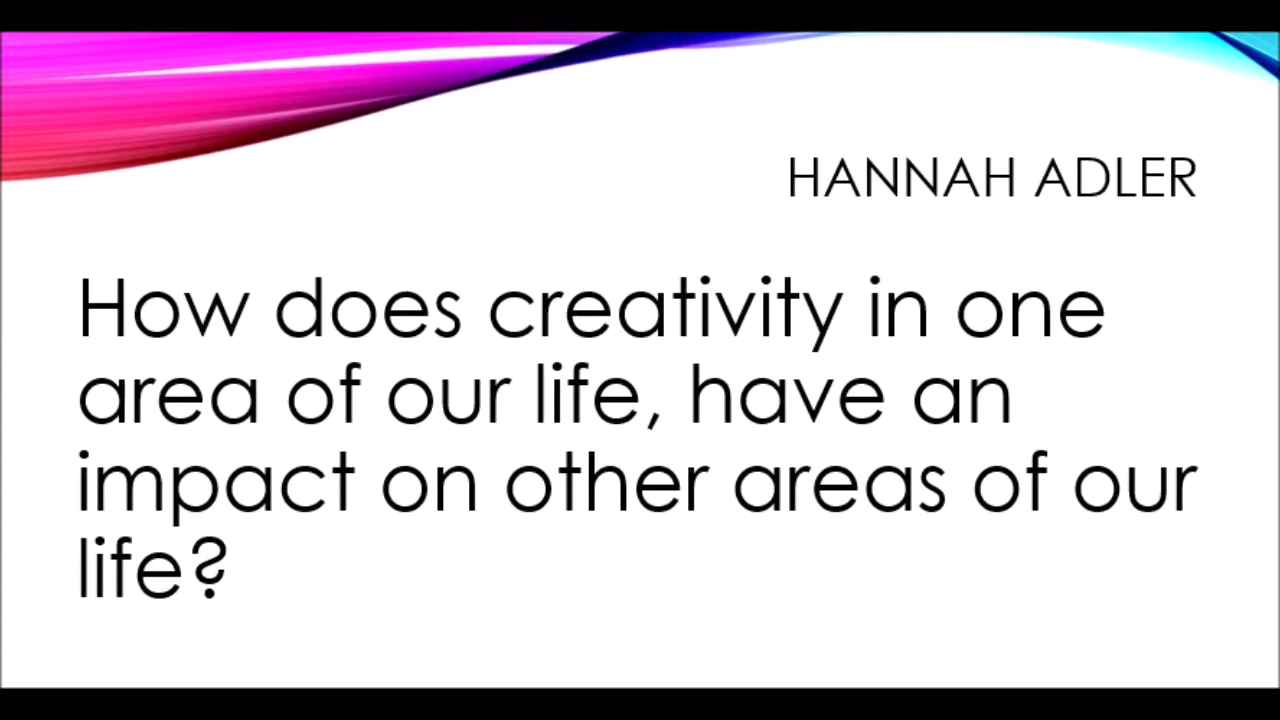 HANNAH ADLER
How does creativity in one
area of our life, have an
impact on other areas of our
life?